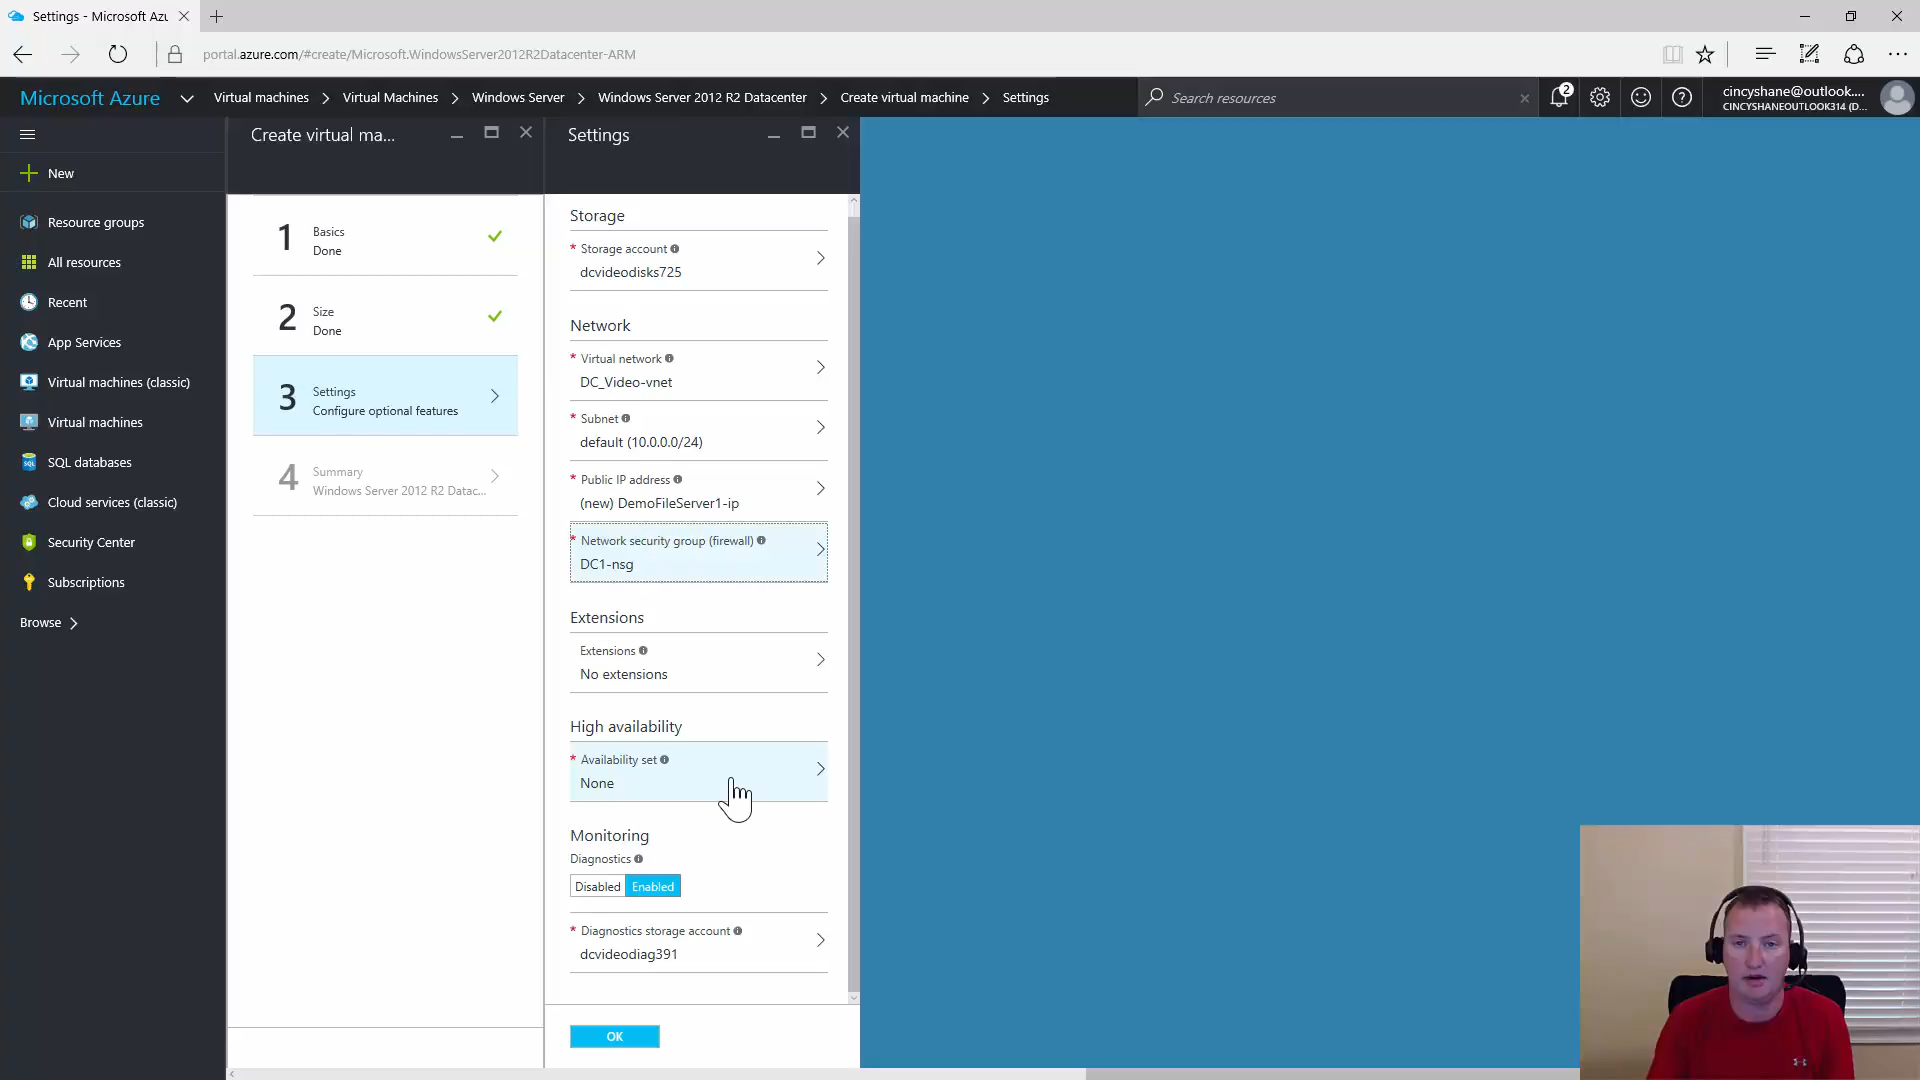 Settings - Microsoft Azu
portal.azure.com/#create/Microsoft.WindowsServer2012R2Datacenter-ARM
Microsoft Azure
Virtual machines
Virtual Machines
Windows Server
Windows Server 2012 R2 Datacenter
Create virtual machine
Settings
Search resources
2
cincyshane@outlook....
CINCYSHANEOUTLOOK314 (D...
New
Resource groups
All resources
Recent
App Services
Virtual machines (classic)
Virtual machines
SQL databases
Cloud services (classic)
Security Center
Subscriptions
Browse
Create virtual ma...
1
Basics
Done
2
Size
Done
3
Settings
Configure optional features
4
Summary
Windows Server 2012 R2 Datac...
Settings
Storage
* Storage account
dcvideodisks725
Network
* Virtual network
DC_Video-vnet
* Subnet
default (10.0.0.0/24)
* Public IP address
(new) DemoFileServer1-ip
* Network security group (firewall)
DC1-nsg
Extensions
Extensions
No extensions
High availability
* Availability set
None
Monitoring
Diagnostics
Disabled Enabled
* Diagnostics storage account
dcvideodiag391
OK